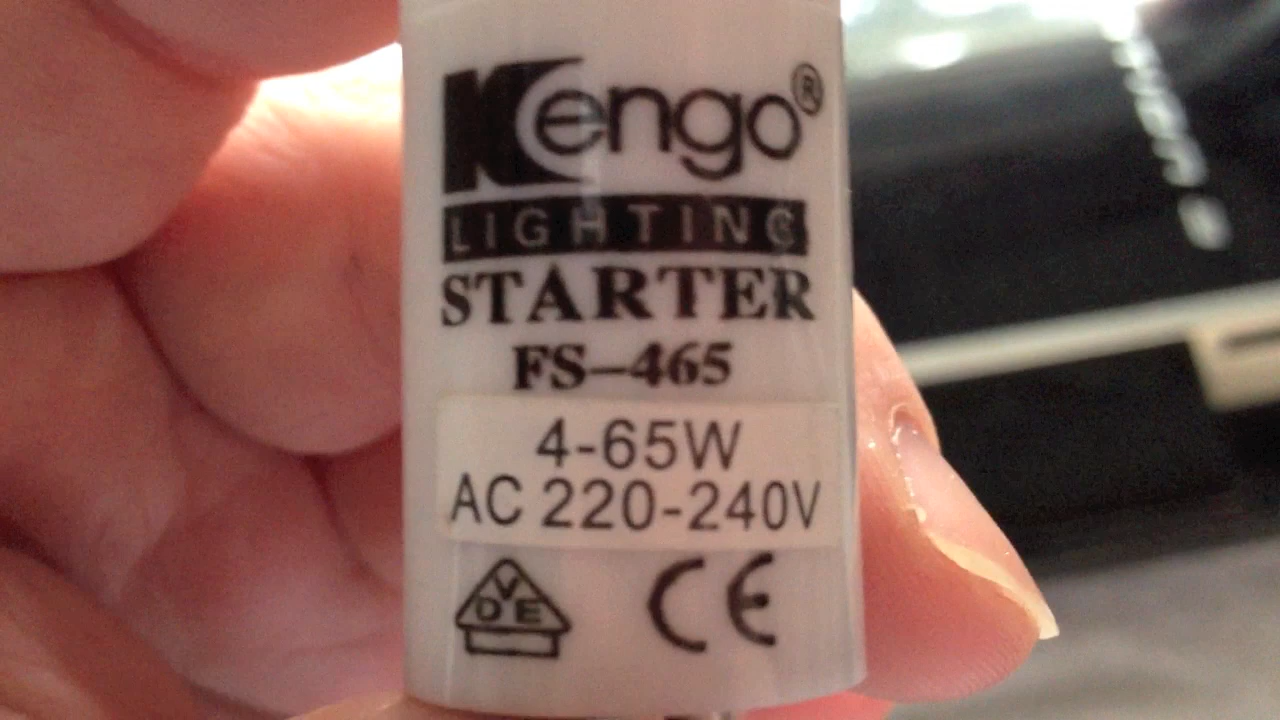 Kengo®
LIGHTING
STARTER
FS-465
4-65W
AC 220-240V
VDE CE